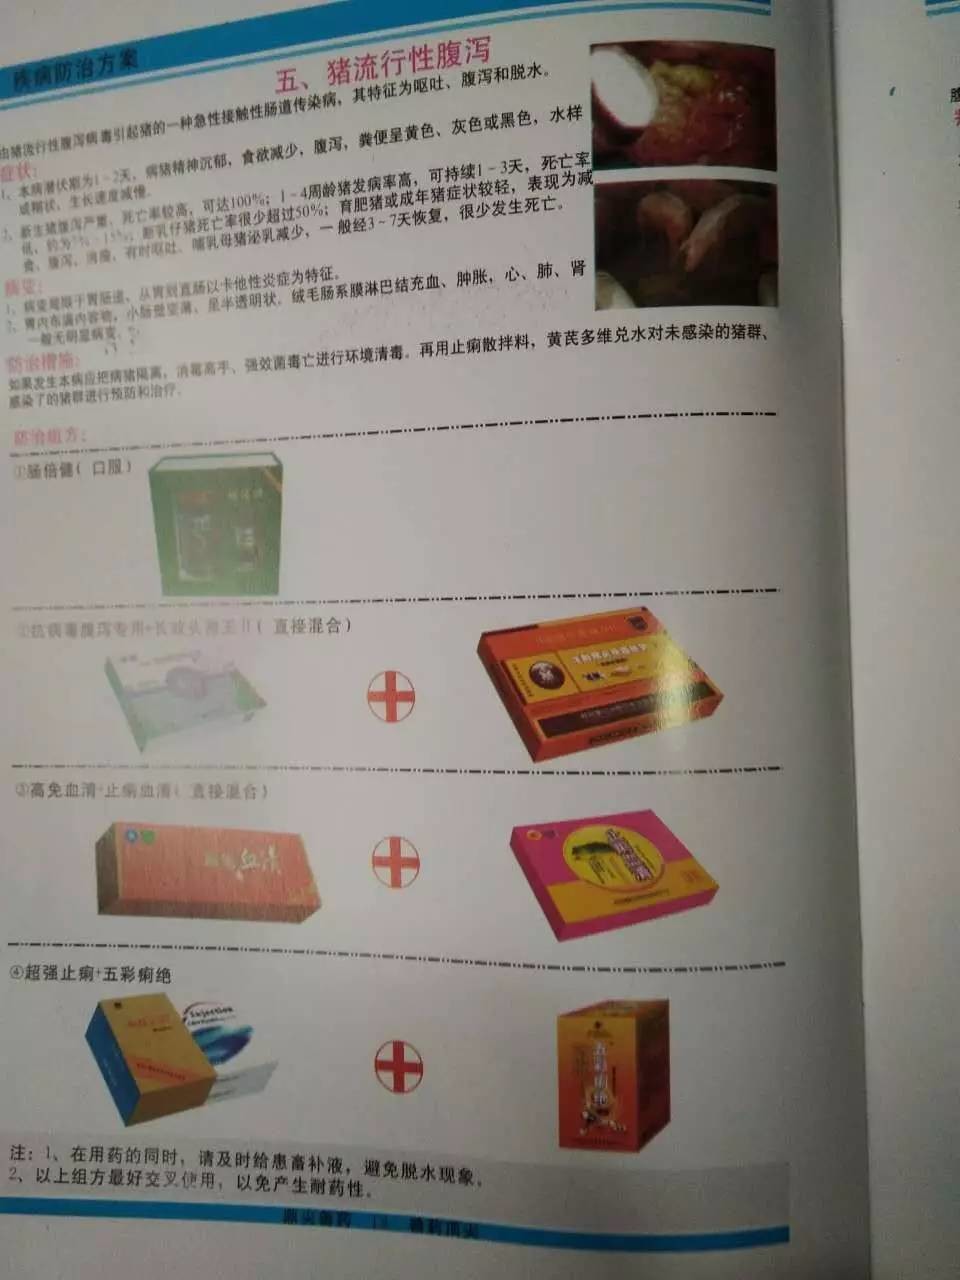 疾病防治方案
五、猪流行性腹泻
由猪流行性腹泻病毒引起猪的一种急性接触性肠道传染病，其特征为呕吐、腹泻和脱水。
症状：
1、本病潜伏期为1-2天，病猪精神沉郁，食欲减少，腹泻，粪便呈黄色、灰色或黑色，水样
或糊状、生长速度减慢。
2、新生猪腹泻严重，死亡率较高，可达100%；1-4周龄猪发病率高，可持续1-3天，死亡率
低，约为 断乳仔猪死亡率很少超过50%；育肥猪或成年猪症状较轻，表现为减
食、腹泻、消瘦，有时呕吐。哺乳母猪泌乳减少，一般经3~7天恢复，很少发生死亡。
病变：
1、病变局限于胃肠道，从胃到直肠以卡他性炎症为特征。
2、胃内布满内容物，小肠壁变薄、呈半透明状，绒毛肠系膜淋巴结充血、肿胀，心、肺、肾
一般无明显病变。
防治措施：
如果发生本病应把病猪隔离，消毒高手、强效菌毒亡进行环境清毒。再用止痢散拌料，黄芪多维兑水对未感染的猪群、
感染了的猪群进行预防和治疗。
防治组方：
①肠倍健（口服）
②抗病毒腹泻专用+长效头孢王II（直接混合）
③高免血清+止痢血清（直接混合）
血清
④超强止痢+五彩痢绝
Injection
五彩痢绝
注：1、在用药的同时，请及时给患畜补液，避免脱水现象。
2、以上组方最好交叉使用，以免产生耐药性。
兽药顶尖